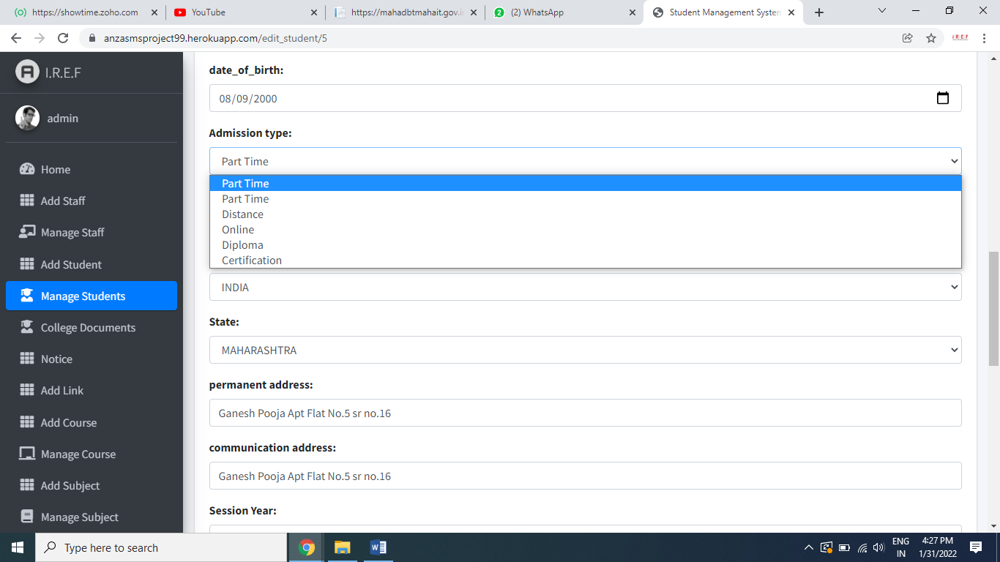 https://showtime.zoho.com
YouTube
https://mahadbtmahait.gov.i
(2) WhatsApp
Student Management System
anzasmsproject99.herokuapp.com/edit_student/5
I.R.E.F
I.R.E.F
admin
Home
Add Staff
Manage Staff
Add Student
Manage Students
College Documents
Notice
Add Link
Add Course
Manage Course
Add Subject
Manage Subject
date_of_birth:
08/09/2000
Admission type:
Part Time
Part Time
Part Time
Distance
Online
Diploma
Certification
INDIA
State:
MAHARASHTRA
permanent address:
Ganesh Pooja Apt Flat No.5 sr no.16
communication address:
Ganesh Pooja Apt Flat No.5 sr no.16
Session Year:
Type here to search
ENG
IN
4:27 PM
1/31/2022